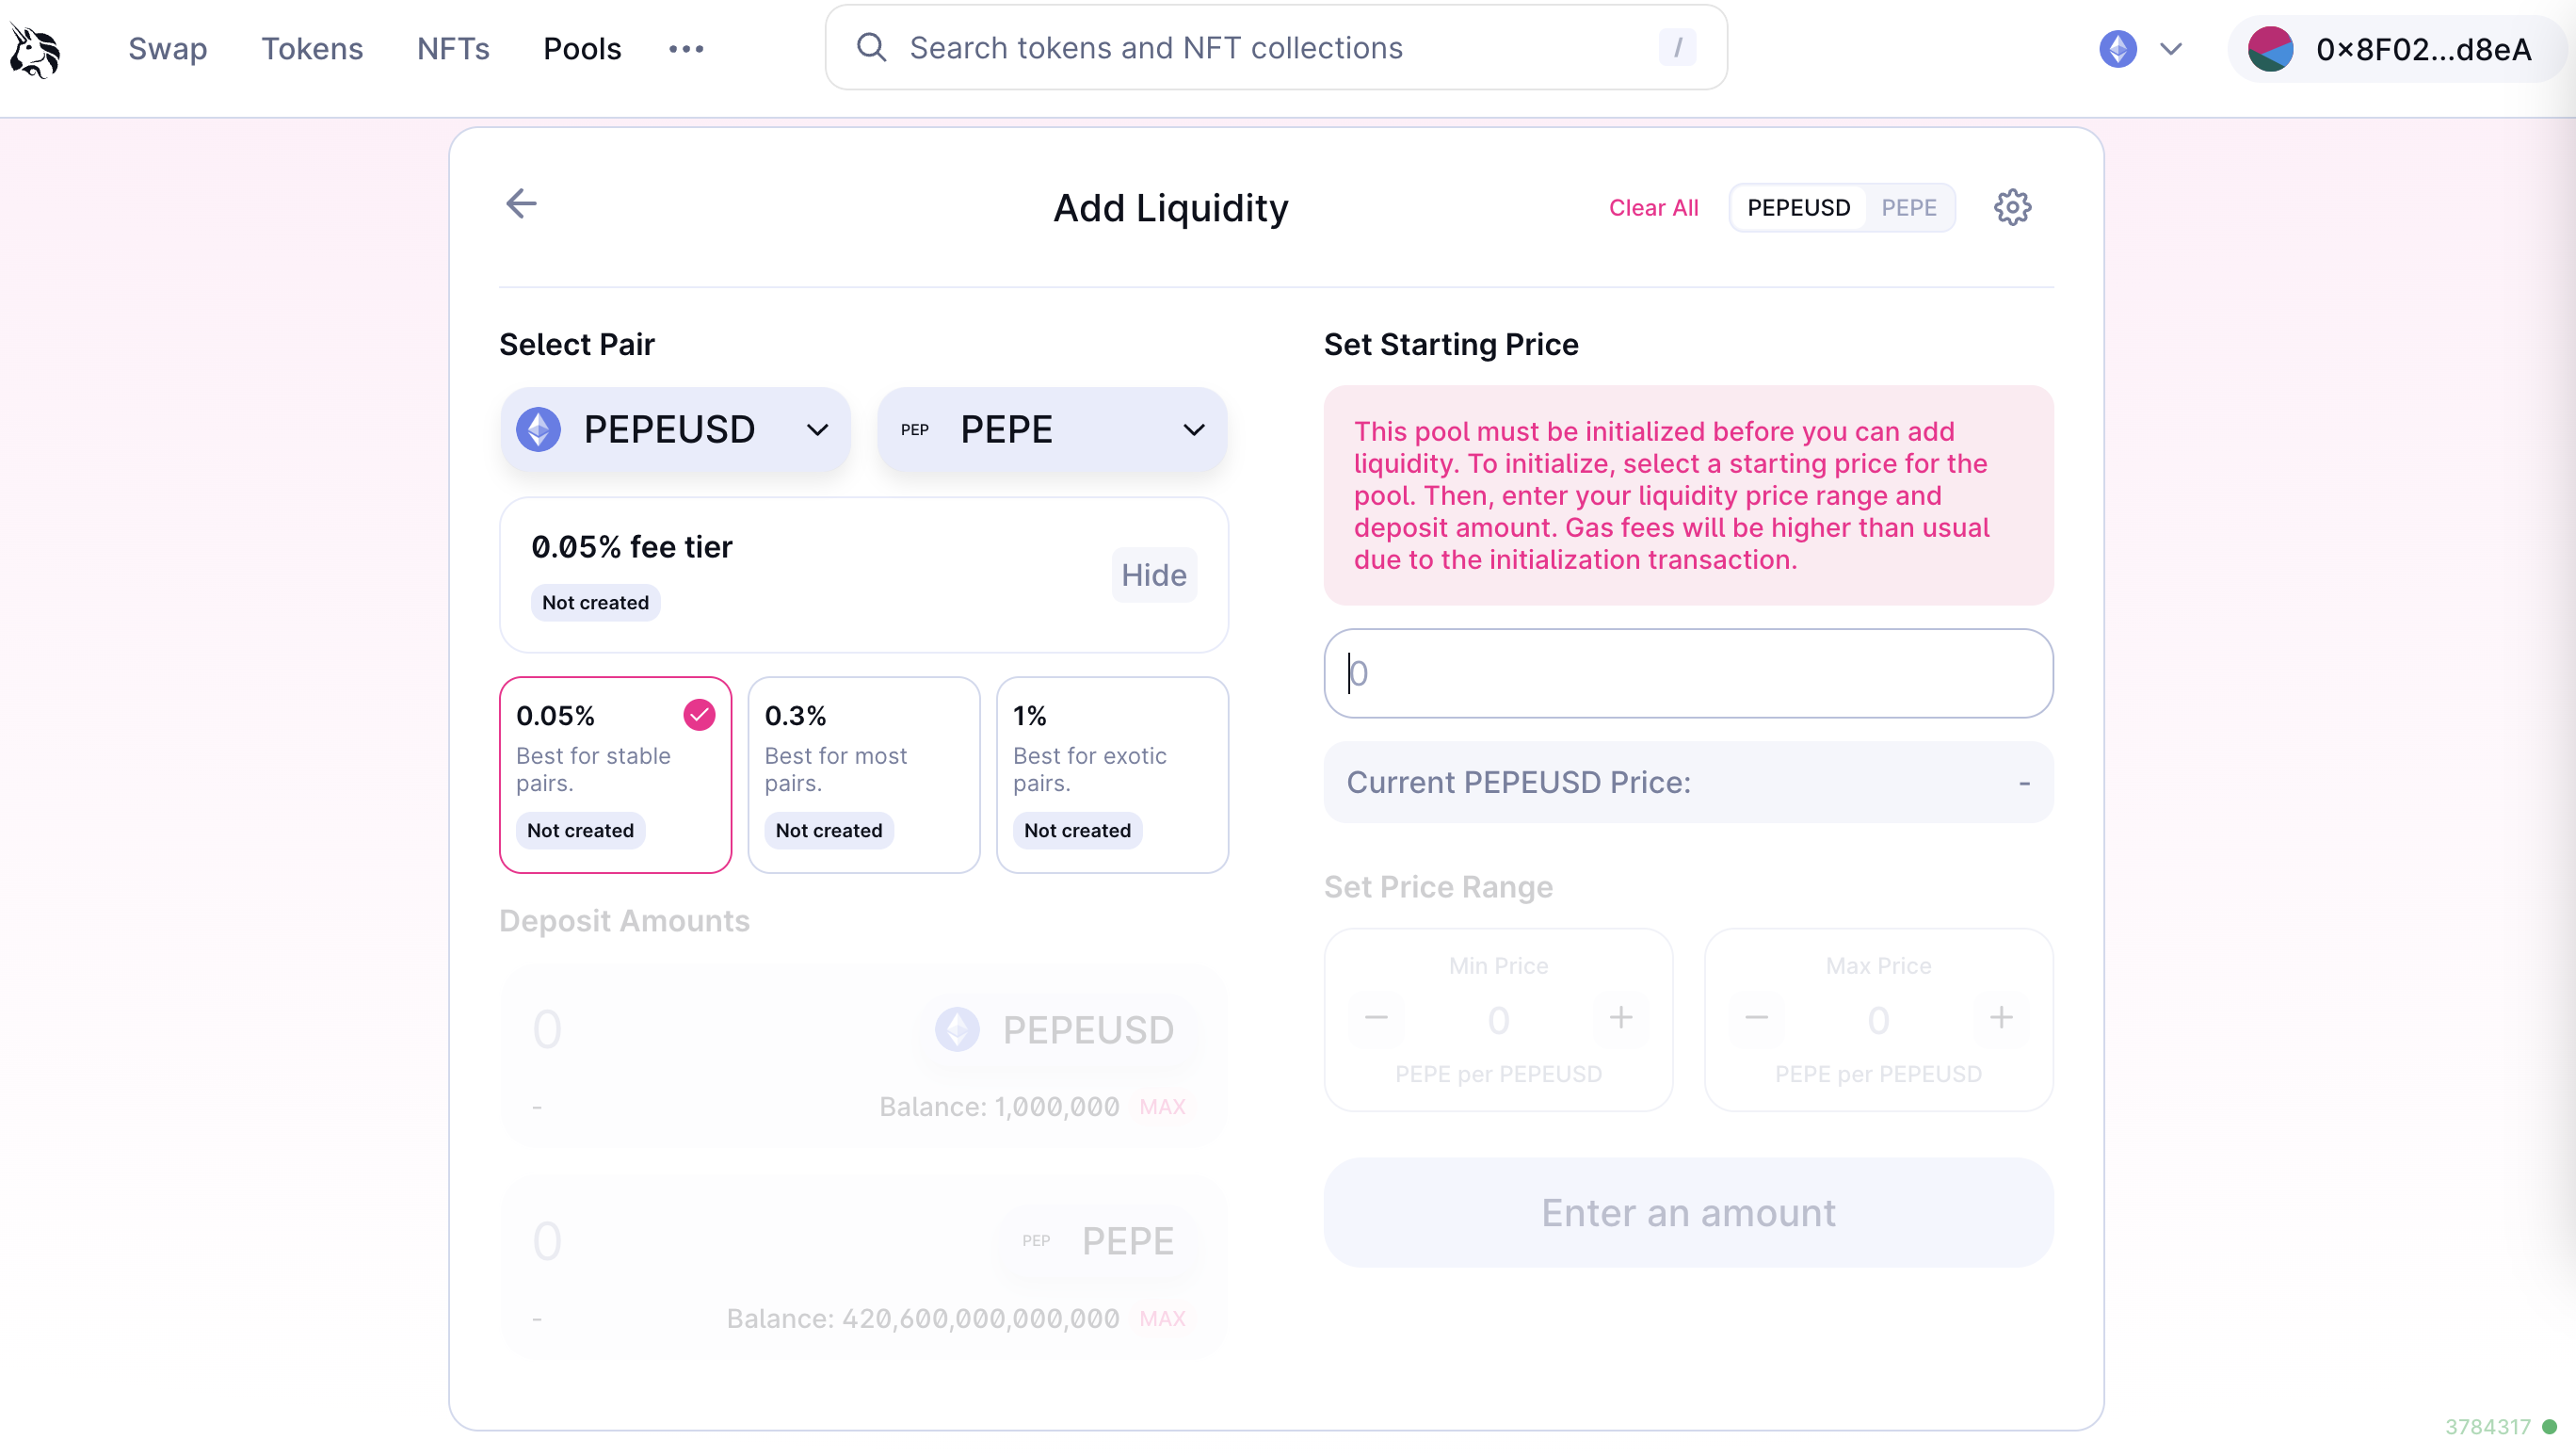 Swap Tokens NFTs Pools ••• Search tokens and NFT collections / 0×8F02...d8eA
Add Liquidity Clear All PEPEUSD PEPE
Select Pair
PEPEUSD PEP PEPE
0.05% fee tier
Not created
Hide
0.05%
Best for stable
pairs.
Not created
0.3%
Best for most
pairs.
Not created
1%
Best for exotic
pairs.
Not created
Deposit Amounts
0 PEPEUSD
- Balance: 1,000,000 MAX
0 PEP PEPE
- Balance: 420,600,000,000,000 MAX
Set Starting Price
This pool must be initialized before you can add
liquidity. To initialize, select a starting price for the
pool. Then, enter your liquidity price range and
deposit amount. Gas fees will be higher than usual
due to the initialization transaction.
0
Current PEPEUSD Price: -
Set Price Range
Min Price
0
PEPE per PEPEUSD
Max Price
0
PEPE per PEPEUSD
Enter an amount
3784317